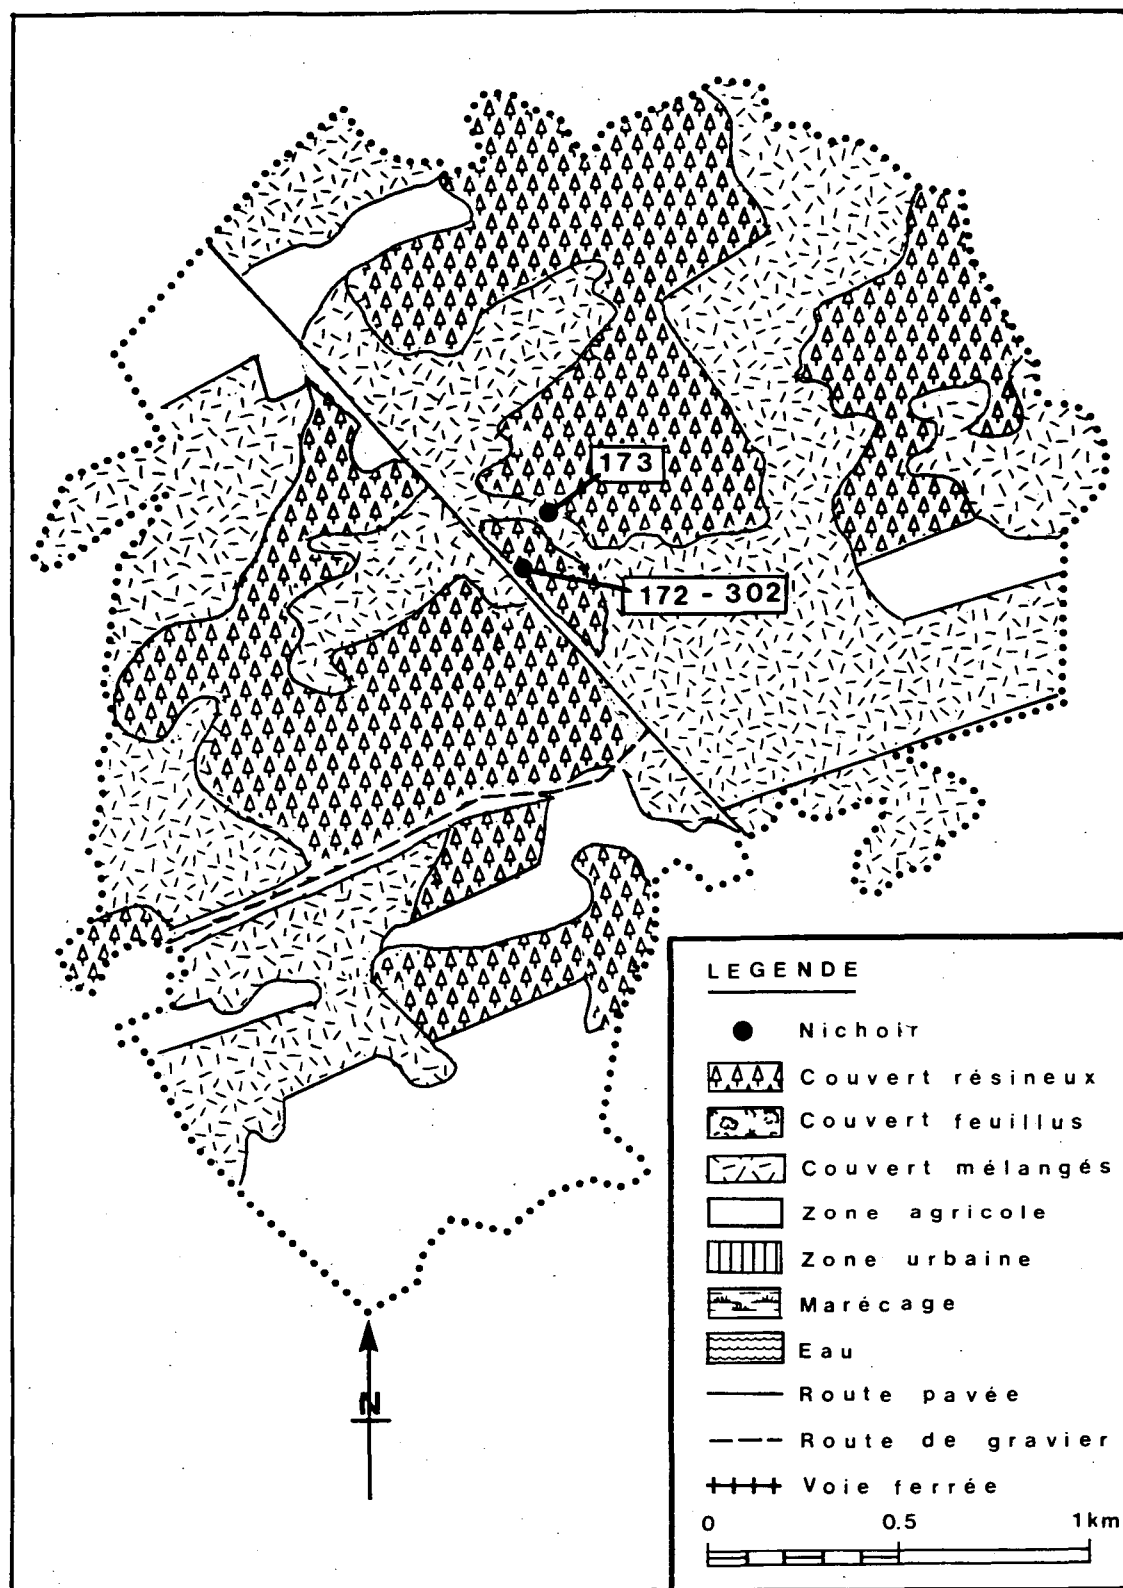 173
172 - 302
N
LEGENDE
Nichoir
Couvert résineux
Couvert feuillus
Couvert mélangés
Zone agricole
Zone urbaine
Marécage
Eau
Route pavée
Route de gravier
Voie ferrée
0 0.5 1km